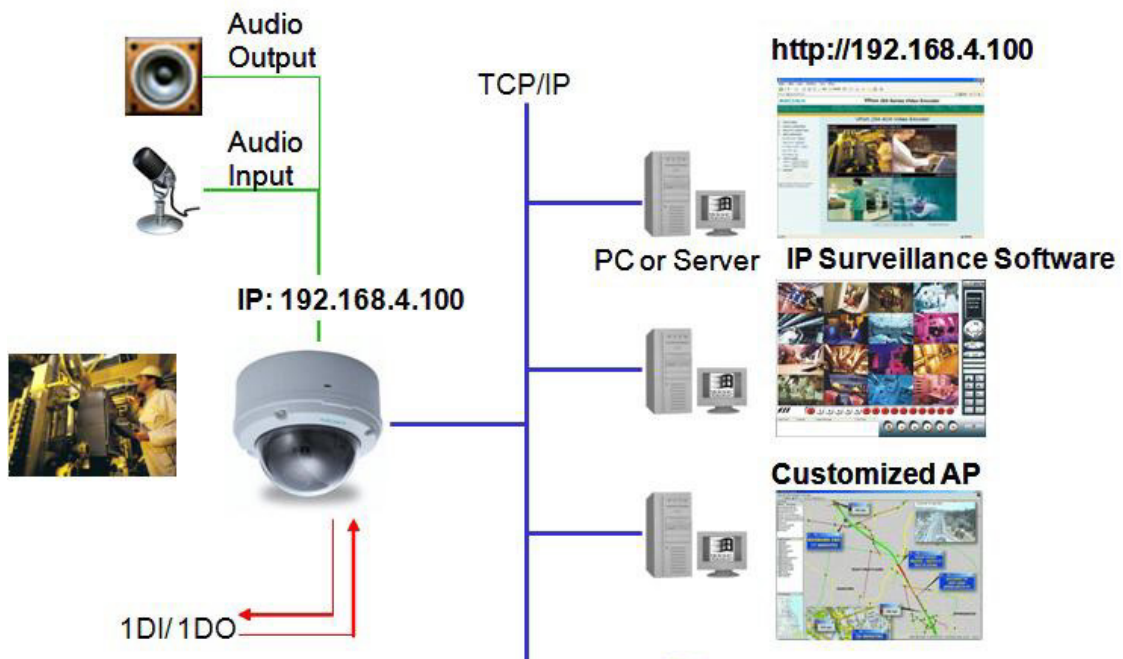 Audio
Output
Audio
Input
IP: 192.168.4.100
1DI/ 1DO
TCP/IP
PC or Server
http://192.168.4.100
IP Surveillance Software
Customized AP